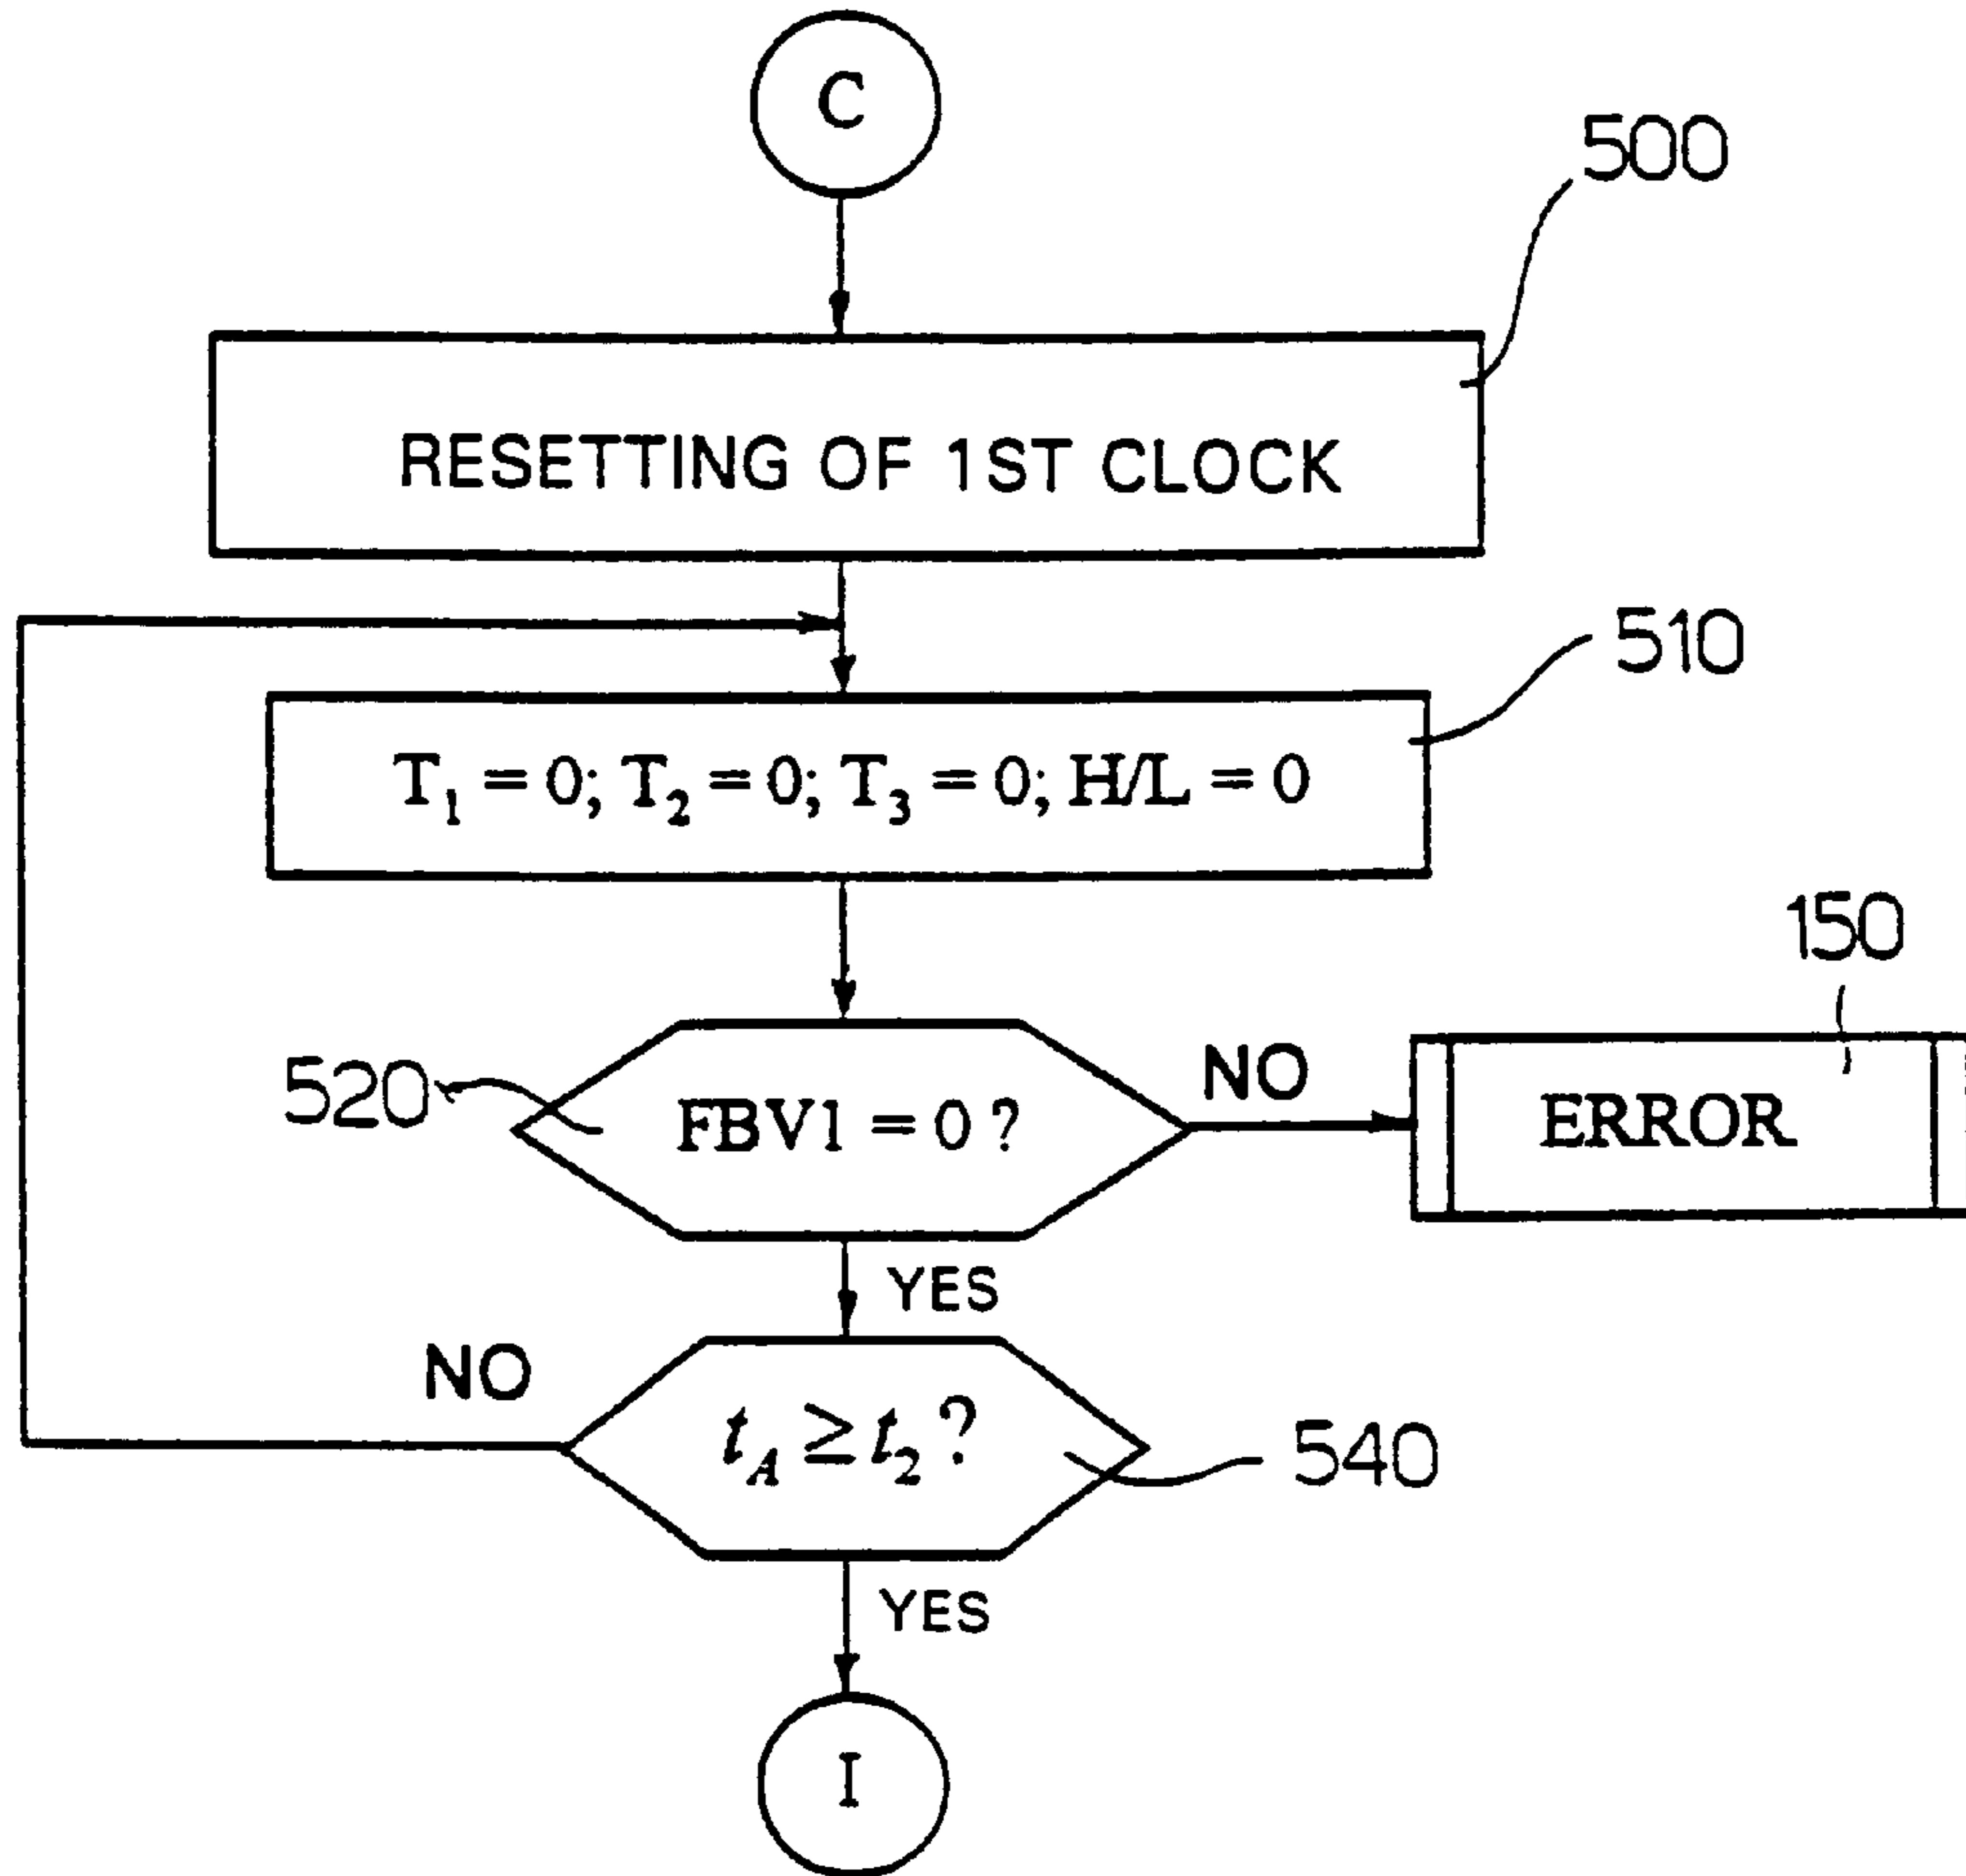 C
500
RESETTING OF 1ST CLOCK
510
T₁ = 0; T₂ = 0; T₃ = 0; H/L = 0
150
520
FBV1 = 0 ?
NO
ERROR
YES
NO
t_A ≥ t₂ ?
540
YES
I